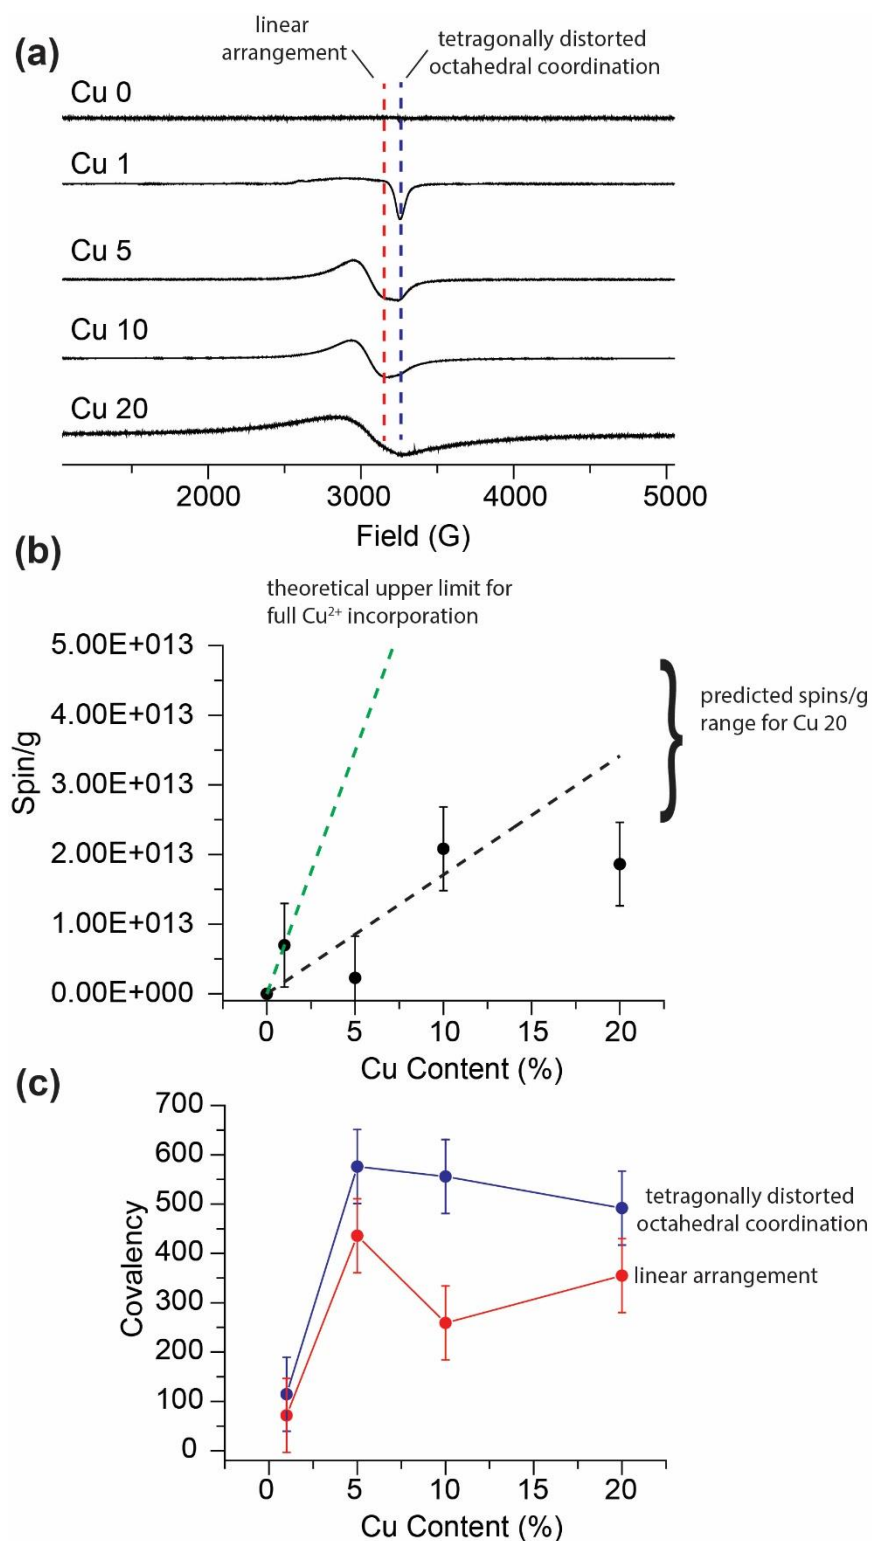 (a)
linear
arrangement
tetragonally distorted
octahedral coordination
Cu 0
Cu 1
Cu 5
Cu 10
Cu 20
2000 3000 4000 5000
Field (G)
(b)
theoretical upper limit for
full Cu²⁺ incorporation
5.00E+013
4.00E+013
3.00E+013
2.00E+013
1.00E+013
0.00E+000
Spin/g
predicted spins/g
range for Cu 20
0 5 10 15 20
Cu Content (%)
(c)
700
600
500
400
300
200
100
0
Covalency
tetragonally distorted
octahedral coordination
linear arrangement
0 5 10 15 20
Cu Content (%)